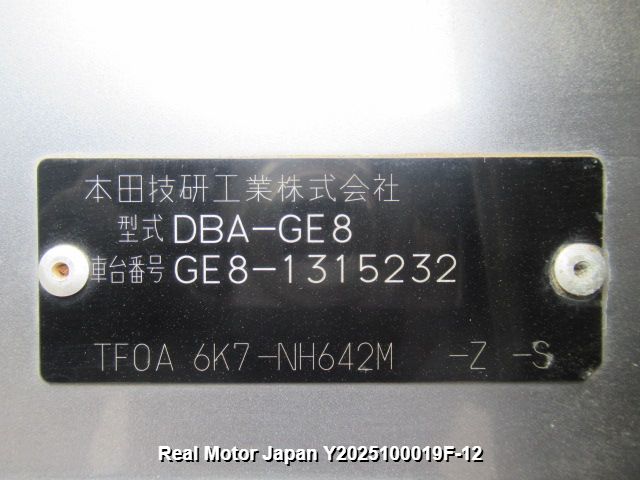 本田技研工業株式会社
型式 DBA-GE8
車台番号 GE8-1315232
TF0A 6K7-NH642M -Z -S
Real Motor Japan Y2025100019F-12